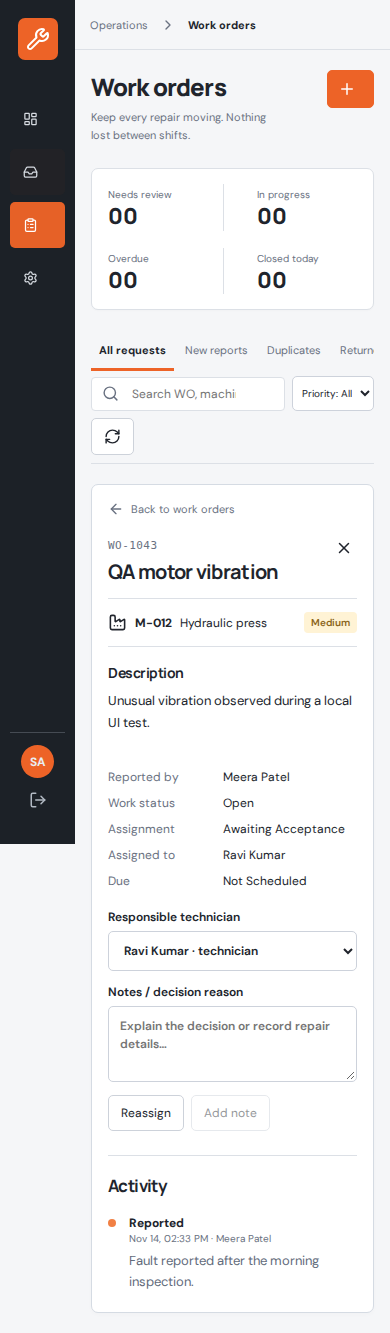 Operations > Work orders
Work orders
Keep every repair moving. Nothing
lost between shifts.
Needs review
00
In progress
00
Overdue
00
Closed today
00
All requests New reports Duplicates Return
Search WO, machi
Priority: All
Back to work orders
WO-1043
QA motor vibration
M-012 Hydraulic press Medium
Description
Unusual vibration observed during a local
UI test.
Reported by Meera Patel
Work status Open
Assignment Awaiting Acceptance
Assigned to Ravi Kumar
Due Not Scheduled
Responsible technician
Ravi Kumar · technician
Notes / decision reason
Explain the decision or record repair
details...
Reassign Add note
Activity
Reported
Nov 14, 02:33 PM · Meera Patel
Fault reported after the morning
inspection.
SA